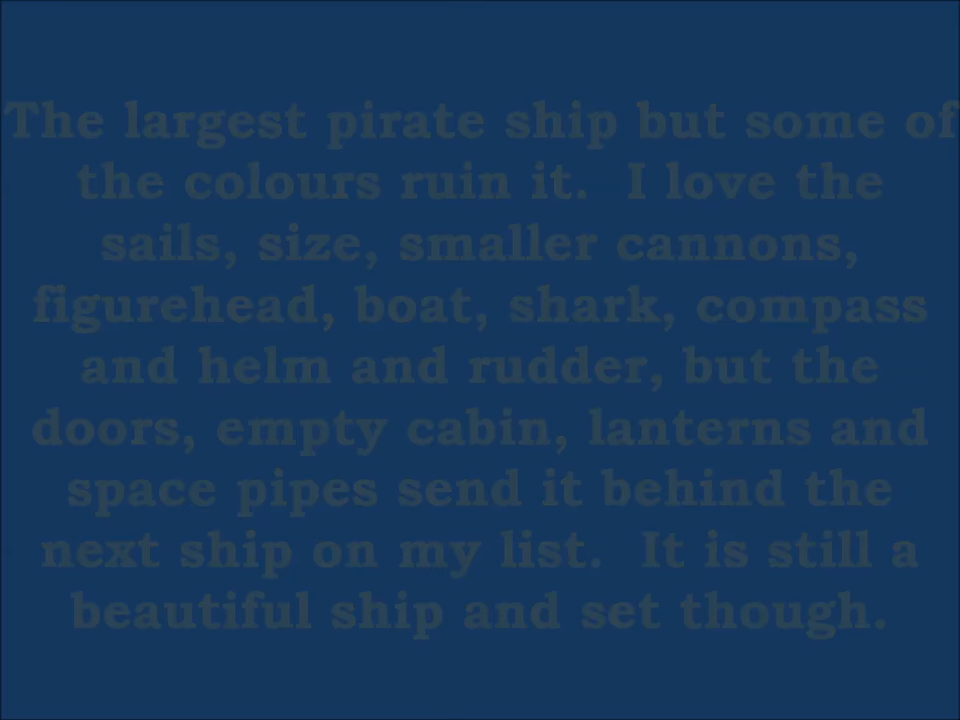 The largest pirate ship but some of
the colours ruin it.  I love the
sails, size, smaller cannons,
figurehead, boat, shark, compass
and helm and rudder, but the
doors, empty cabin, lanterns and
space pipes send it behind the
next ship on my list.  It is still a
beautiful ship and set though.